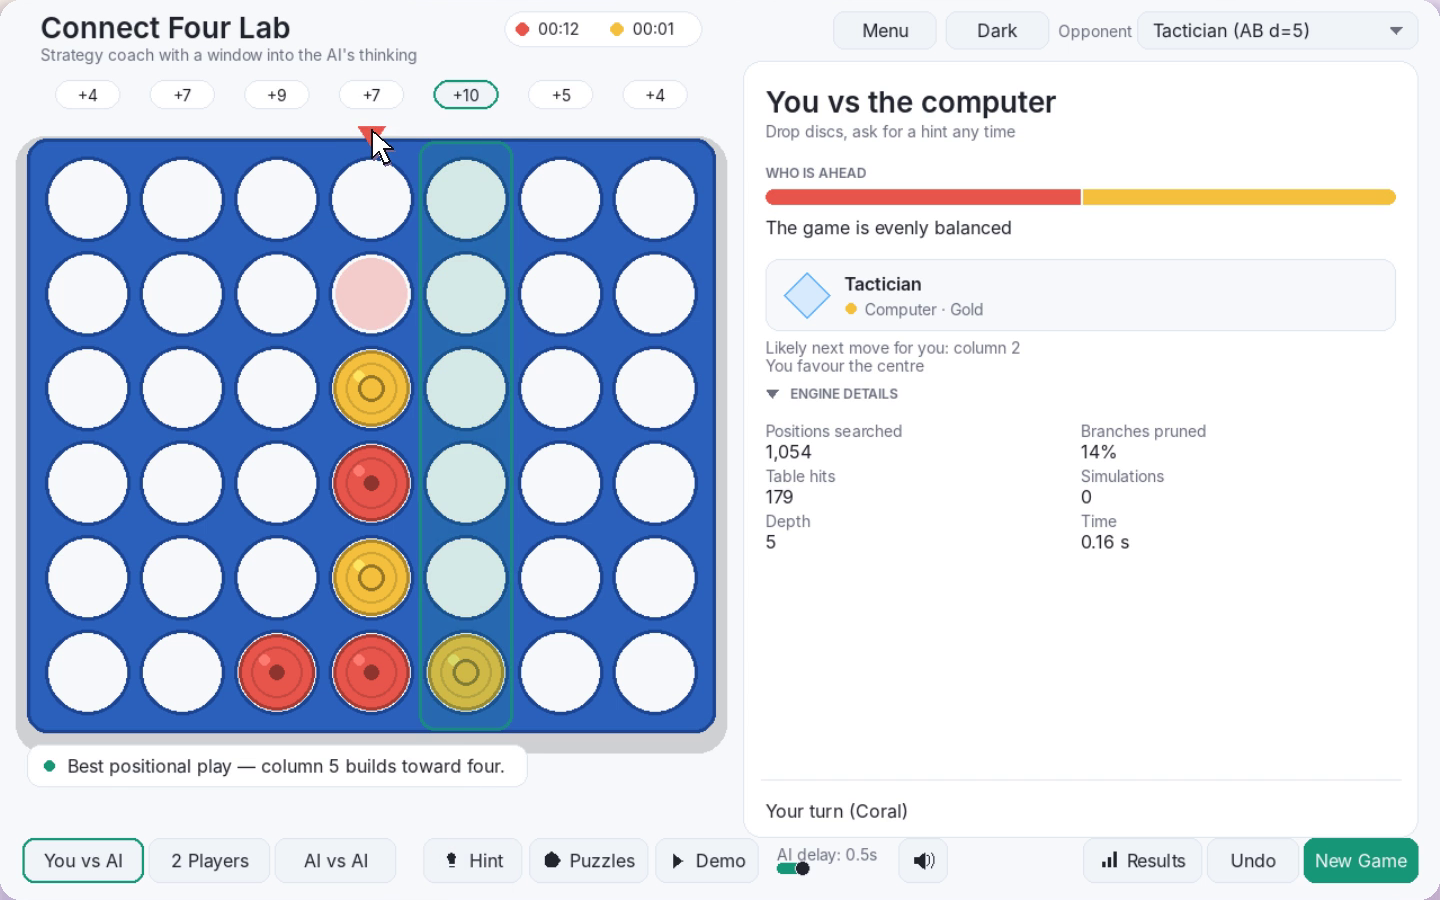 Connect Four Lab
Strategy coach with a window into the AI's thinking
00:12 00:01
Menu Dark Opponent Tactician (AB d=5)
+4 +7 +9 +7 +10 +5 +4
You vs the computer
Drop discs, ask for a hint any time
WHO IS AHEAD
The game is evenly balanced
Tactician
Computer · Gold
Likely next move for you: column 2
You favour the centre
ENGINE DETAILS
Positions searched Branches pruned
1,054 14%
Table hits Simulations
179 0
Depth Time
5 0.16 s
Best positional play — column 5 builds toward four.
Your turn (Coral)
You vs AI 2 Players AI vs AI Hint Puzzles Demo AI delay: 0.5s Results Undo New Game